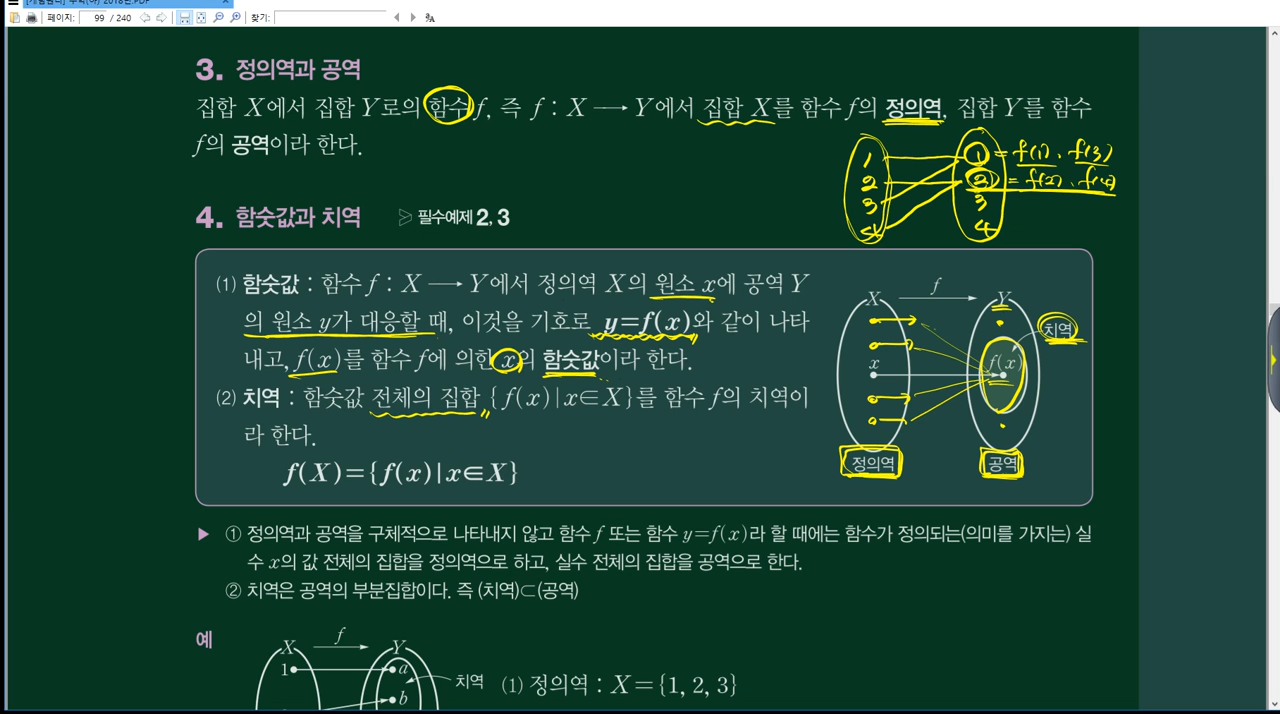 페이지: 99 / 240 찾기:
3. 정의역과 공역
집합 X에서 집합 Y로의 함수 f, 즉 f : X ⟶ Y에서 집합 X를 함수 f의 정의역, 집합 Y를 함수
f의 공역이라 한다.
1 1 = f(1), f(3)
2 2 = f(2), f(4)
3 3
4 4
4. 함숫값과 치역 ▷ 필수예제 2, 3
(1) 함숫값 : 함수 f : X ⟶ Y에서 정의역 X의 원소 x에 공역 Y
의 원소 y가 대응할 때, 이것을 기호로 y=f(x)와 같이 나타
내고, f(x)를 함수 f에 의한 x의 함숫값이라 한다.
(2) 치역 : 함숫값 전체의 집합 {f(x)|x∈X}를 함수 f의 치역이
라 한다.
f(X)={f(x)|x∈X}
X f Y
치역
x f(x)
정의역 공역
▶ ① 정의역과 공역을 구체적으로 나타내지 않고 함수 f 또는 함수 y=f(x)라 할 때에는 함수가 정의되는(의미를 가지는) 실
수 x의 값 전체의 집합을 정의역으로 하고, 실수 전체의 집합을 공역으로 한다.
② 치역은 공역의 부분집합이다. 즉 (치역)⊂(공역)
예
X f Y
1 a
b 치역
(1) 정의역 : X={1, 2, 3}